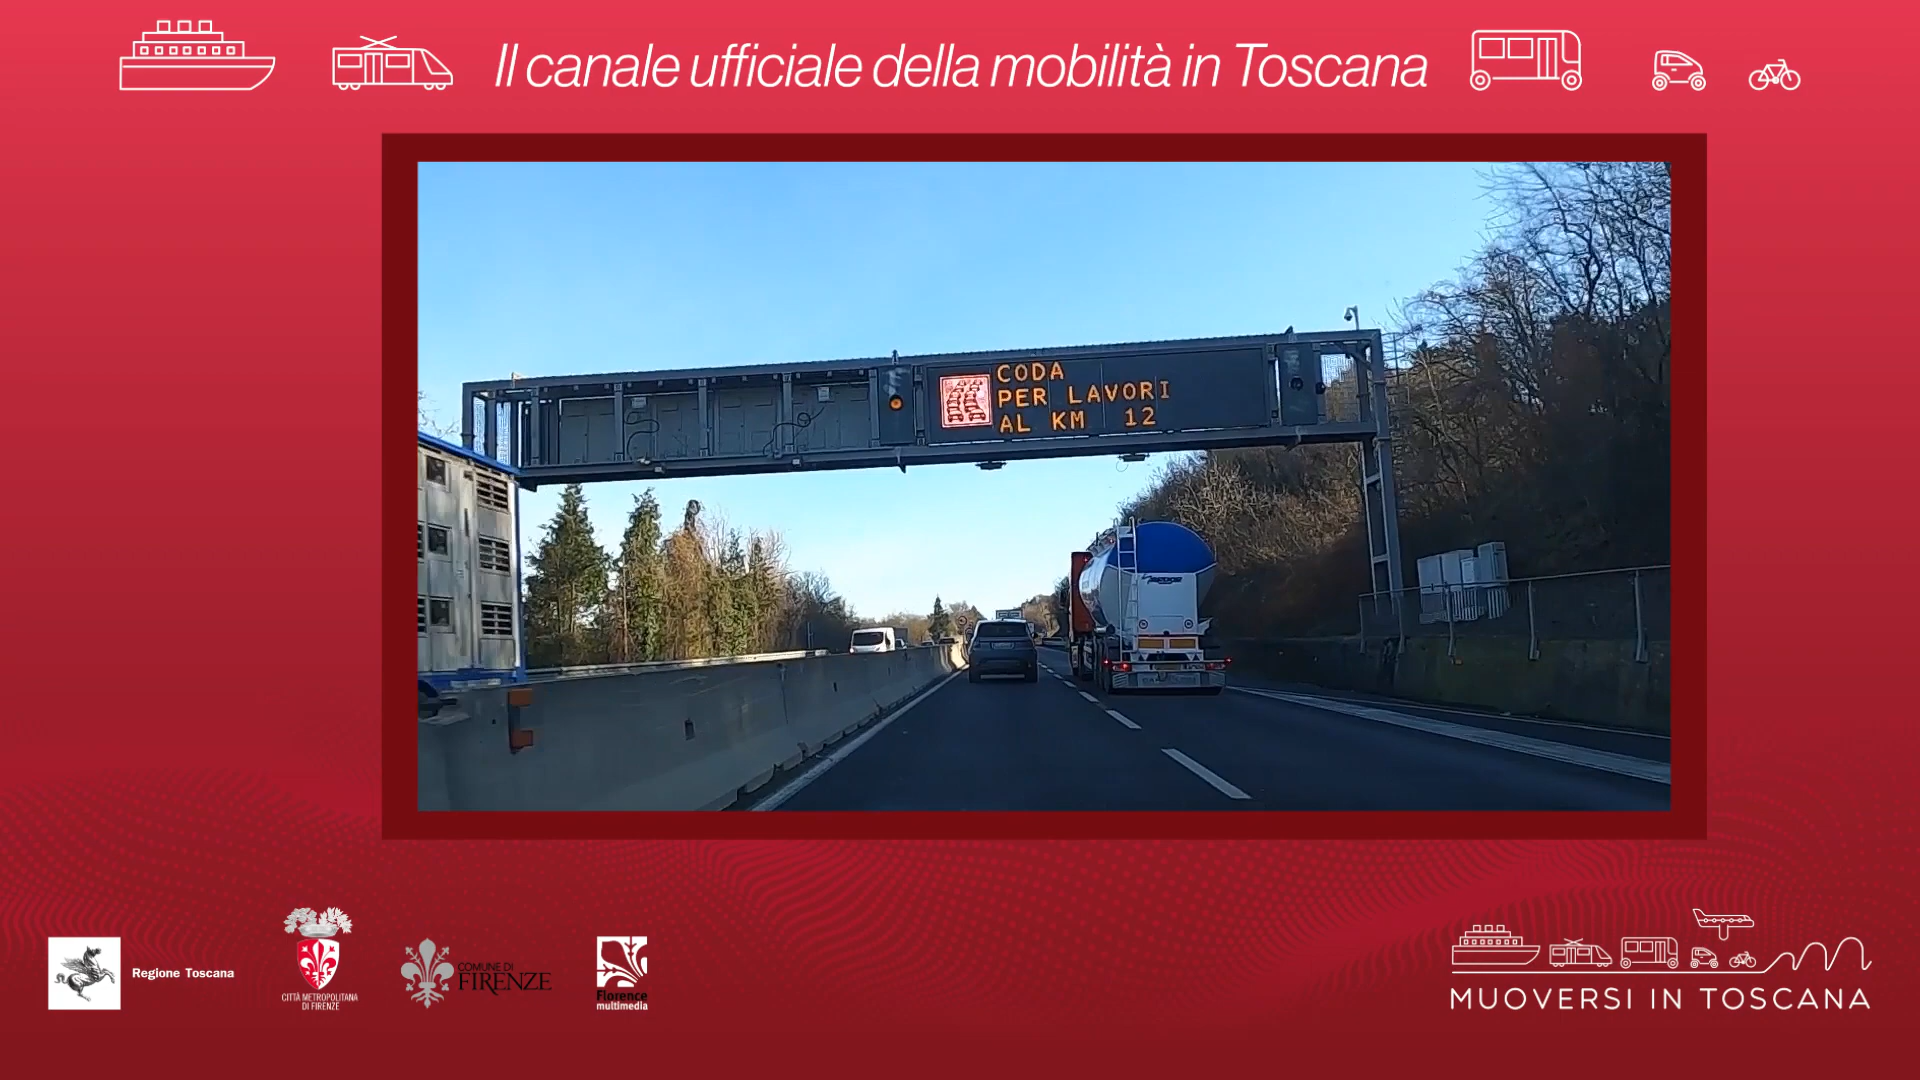 Il canale ufficiale della mobilità in Toscana
CODA
PER LAVORI
AL KM 12
Regione Toscana
CITTÀ METROPOLITANA
DI FIRENZE
COMUNE DI
FIRENZE
Florence
multimedia
MUOVERSI IN TOSCANA